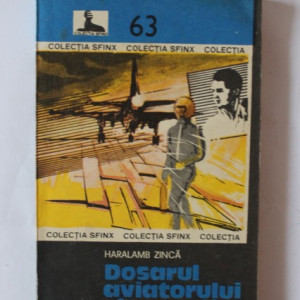 63
COLECȚIA SFINX COLECȚIA SFINX COLECȚIA
COLECȚIA SFINX COLECȚIA SFINX COLECȚIA
HARALAMB ZINCĂ
Dosarul
aviatorului